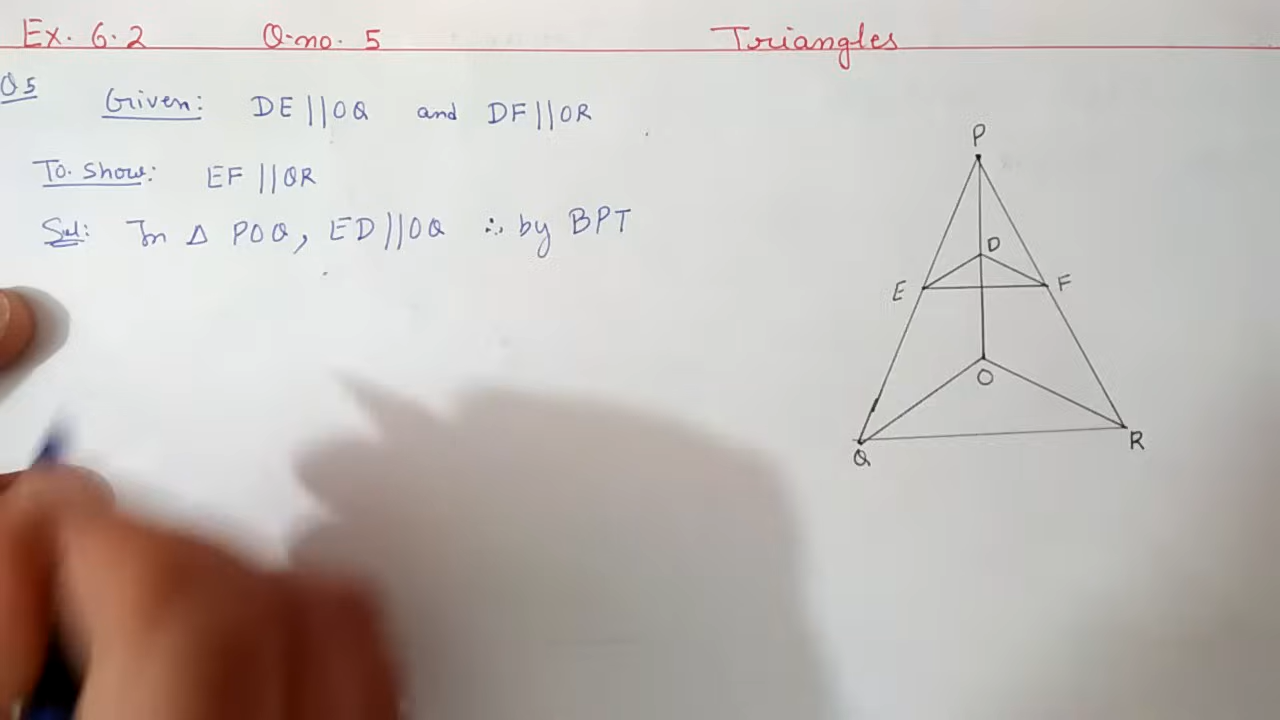 Ex. 6.2 Q.no. 5 Triangles
Q5 Given: DE||OQ and DF||OR
To show: EF||QR
Sol: In Δ POQ, ED||OQ ∴ by BPT
P
D
E F
O
Q R